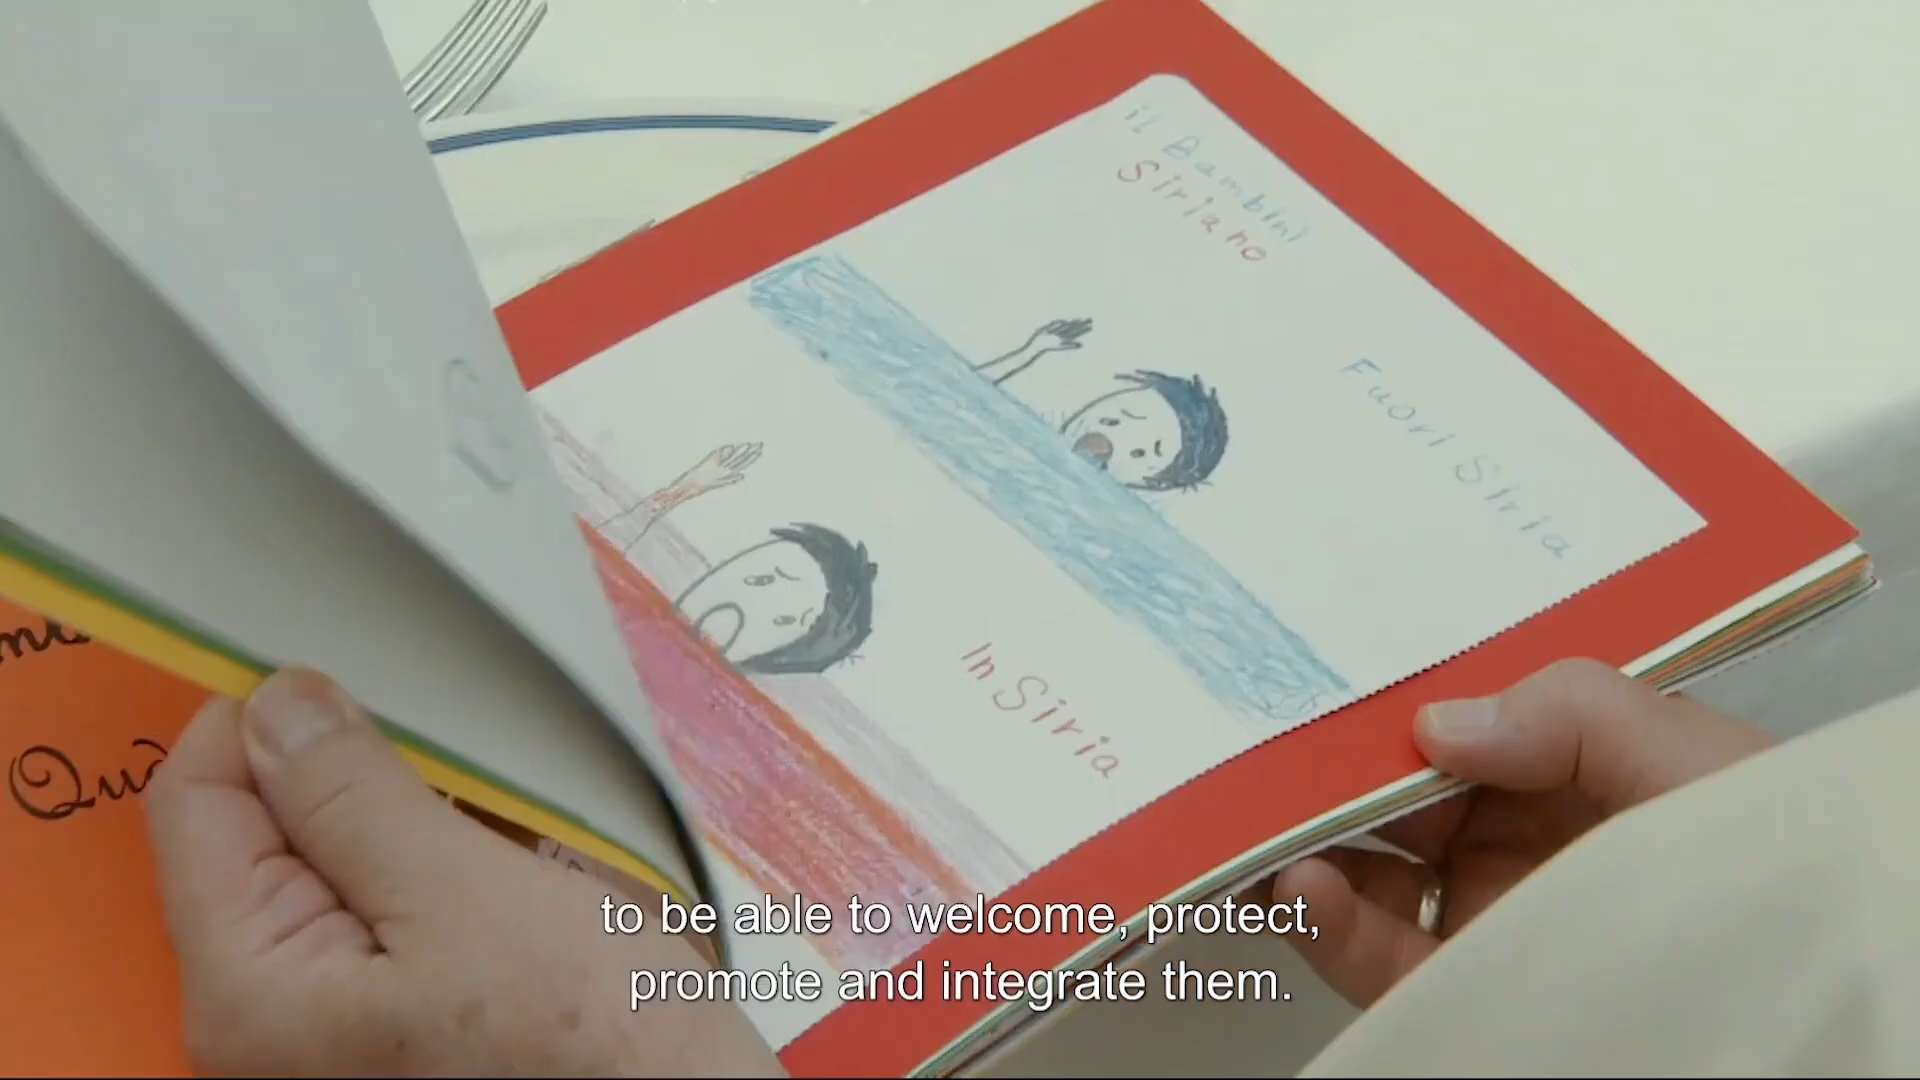 il Bambini
Siriano
Fuori Siria
In Siria
to be able to welcome, protect,
promote and integrate them.